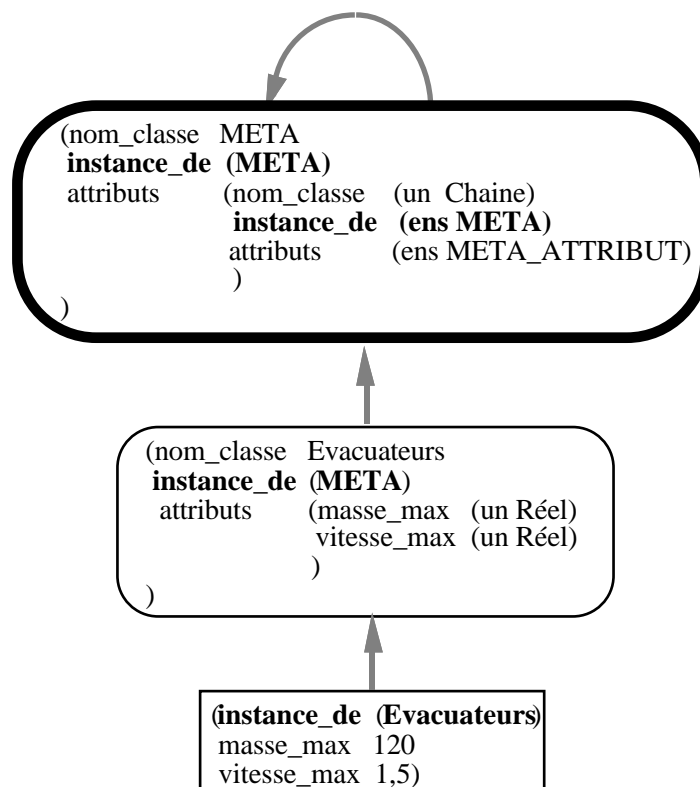 (nom_classe META
instance_de (META)
attributs (nom_classe (un Chaine)
instance_de (ens META)
attributs (ens META_ATTRIBUT)
)
)
(nom_classe Evacuateurs
instance_de (META)
attributs (masse_max (un Réel)
vitesse_max (un Réel)
)
)
(instance_de (Evacuateurs)
masse_max 120
vitesse_max 1,5)